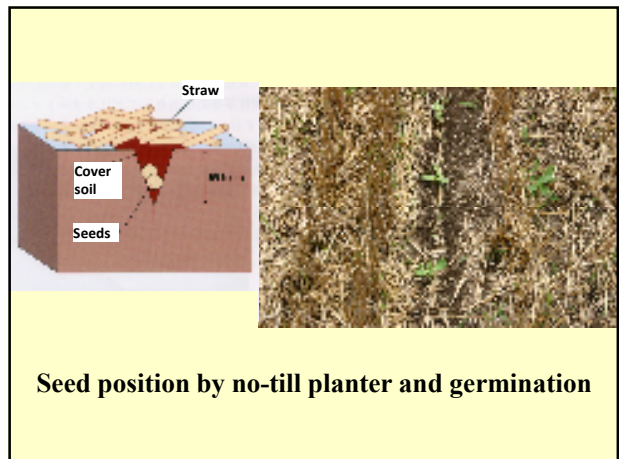 Straw
Cover
soil
Seeds
Seed position by no-till planter and germination